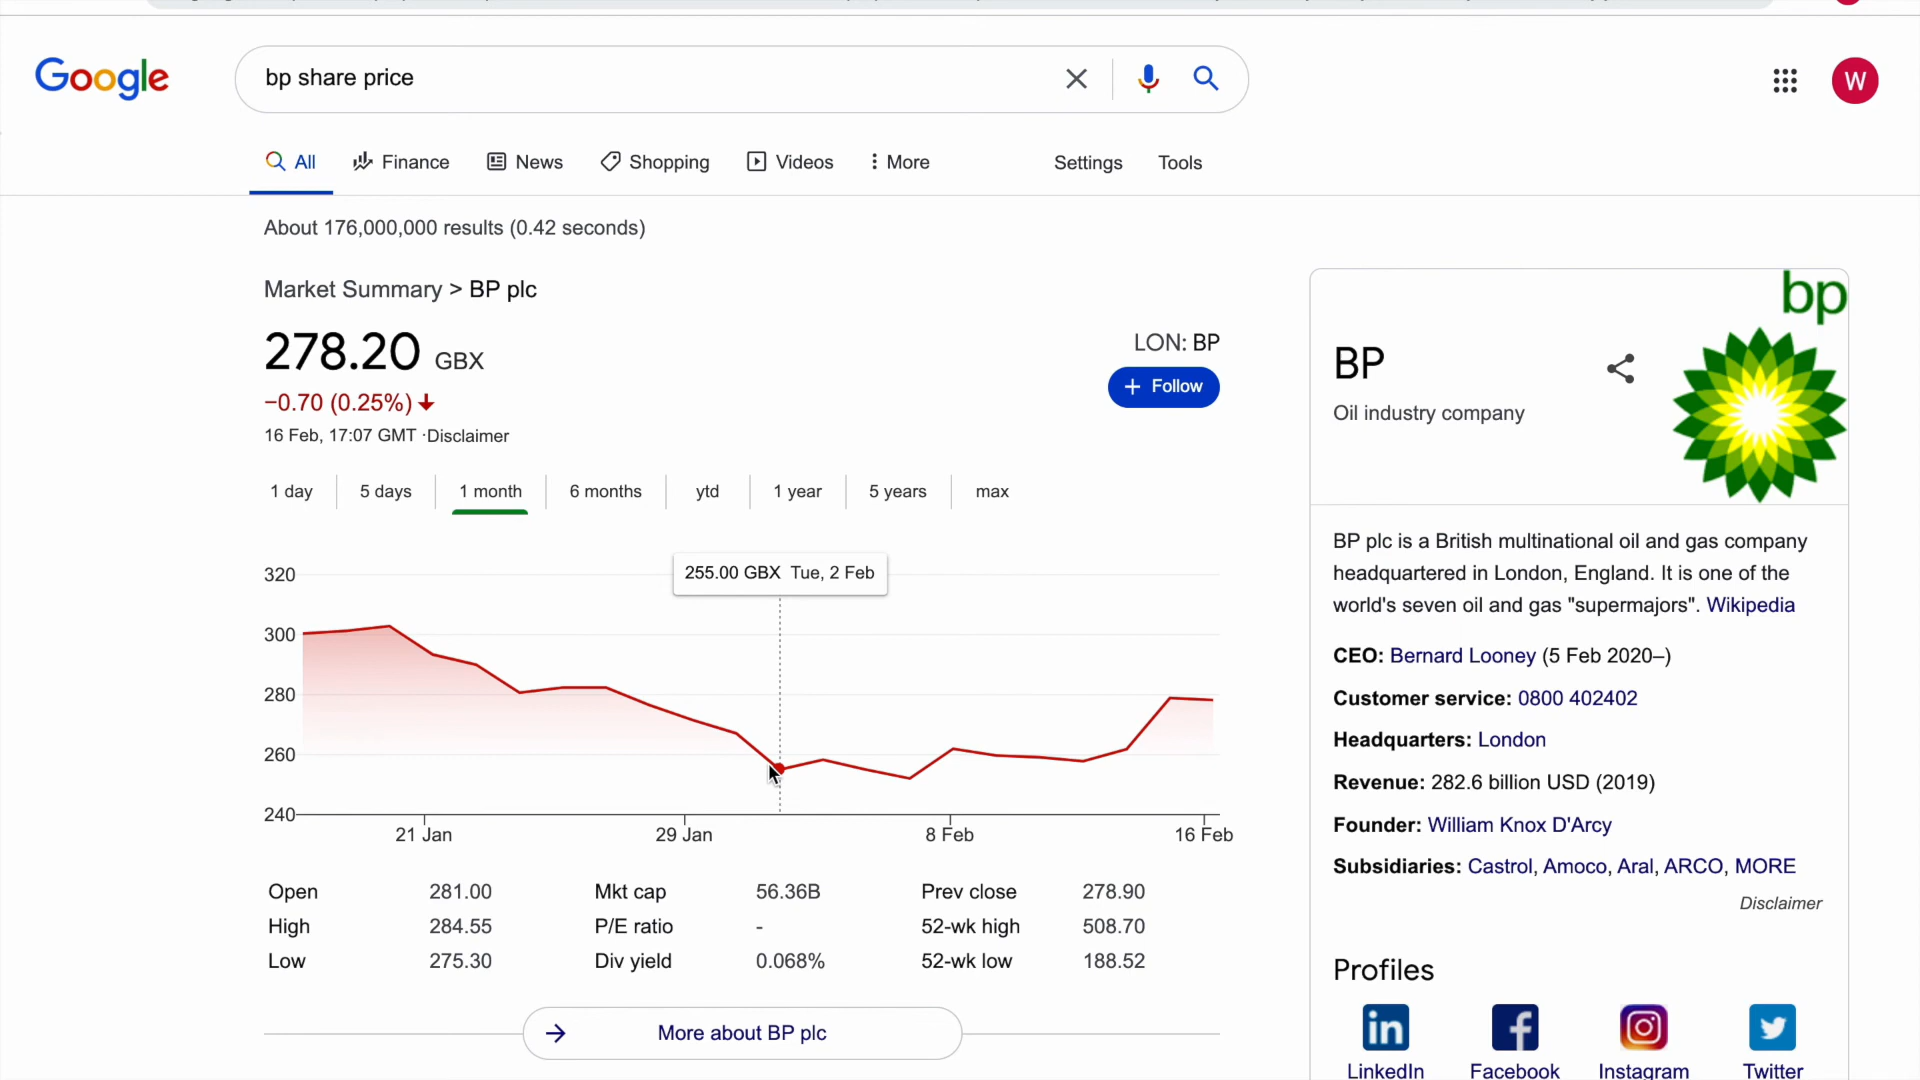 Google
bp share price
W
All
Finance
News
Shopping
Videos
More
Settings
Tools
About 176,000,000 results (0.42 seconds)
Market Summary > BP plc
278.20 GBX
−0.70 (0.25%)
16 Feb, 17:07 GMT ·Disclaimer
LON: BP
+ Follow
1 day
5 days
1 month
6 months
ytd
1 year
5 years
max
255.00 GBX Tue, 2 Feb
320
300
280
260
240
21 Jan
29 Jan
8 Feb
16 Feb
Open 281.00 Mkt cap 56.36B Prev close 278.90
High 284.55 P/E ratio - 52-wk high 508.70
Low 275.30 Div yield 0.068% 52-wk low 188.52
More about BP plc
bp
BP
Oil industry company
BP plc is a British multinational oil and gas company
headquartered in London, England. It is one of the
world's seven oil and gas "supermajors". Wikipedia
CEO: Bernard Looney (5 Feb 2020–)
Customer service: 0800 402402
Headquarters: London
Revenue: 282.6 billion USD (2019)
Founder: William Knox D'Arcy
Subsidiaries: Castrol, Amoco, Aral, ARCO, MORE
Disclaimer
Profiles
in
f
LinkedIn
Facebook
Instagram
Twitter